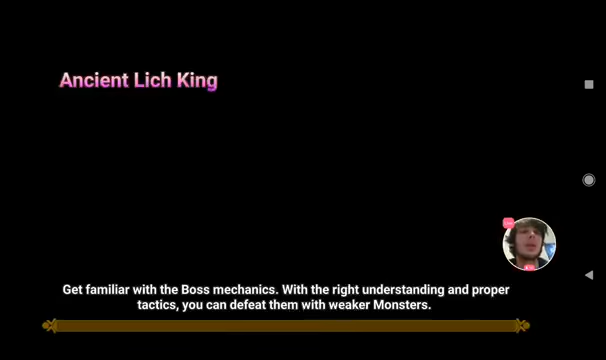 Ancient Lich King
Get familiar with the Boss mechanics. With the right understanding and proper
tactics, you can defeat them with weaker Monsters.